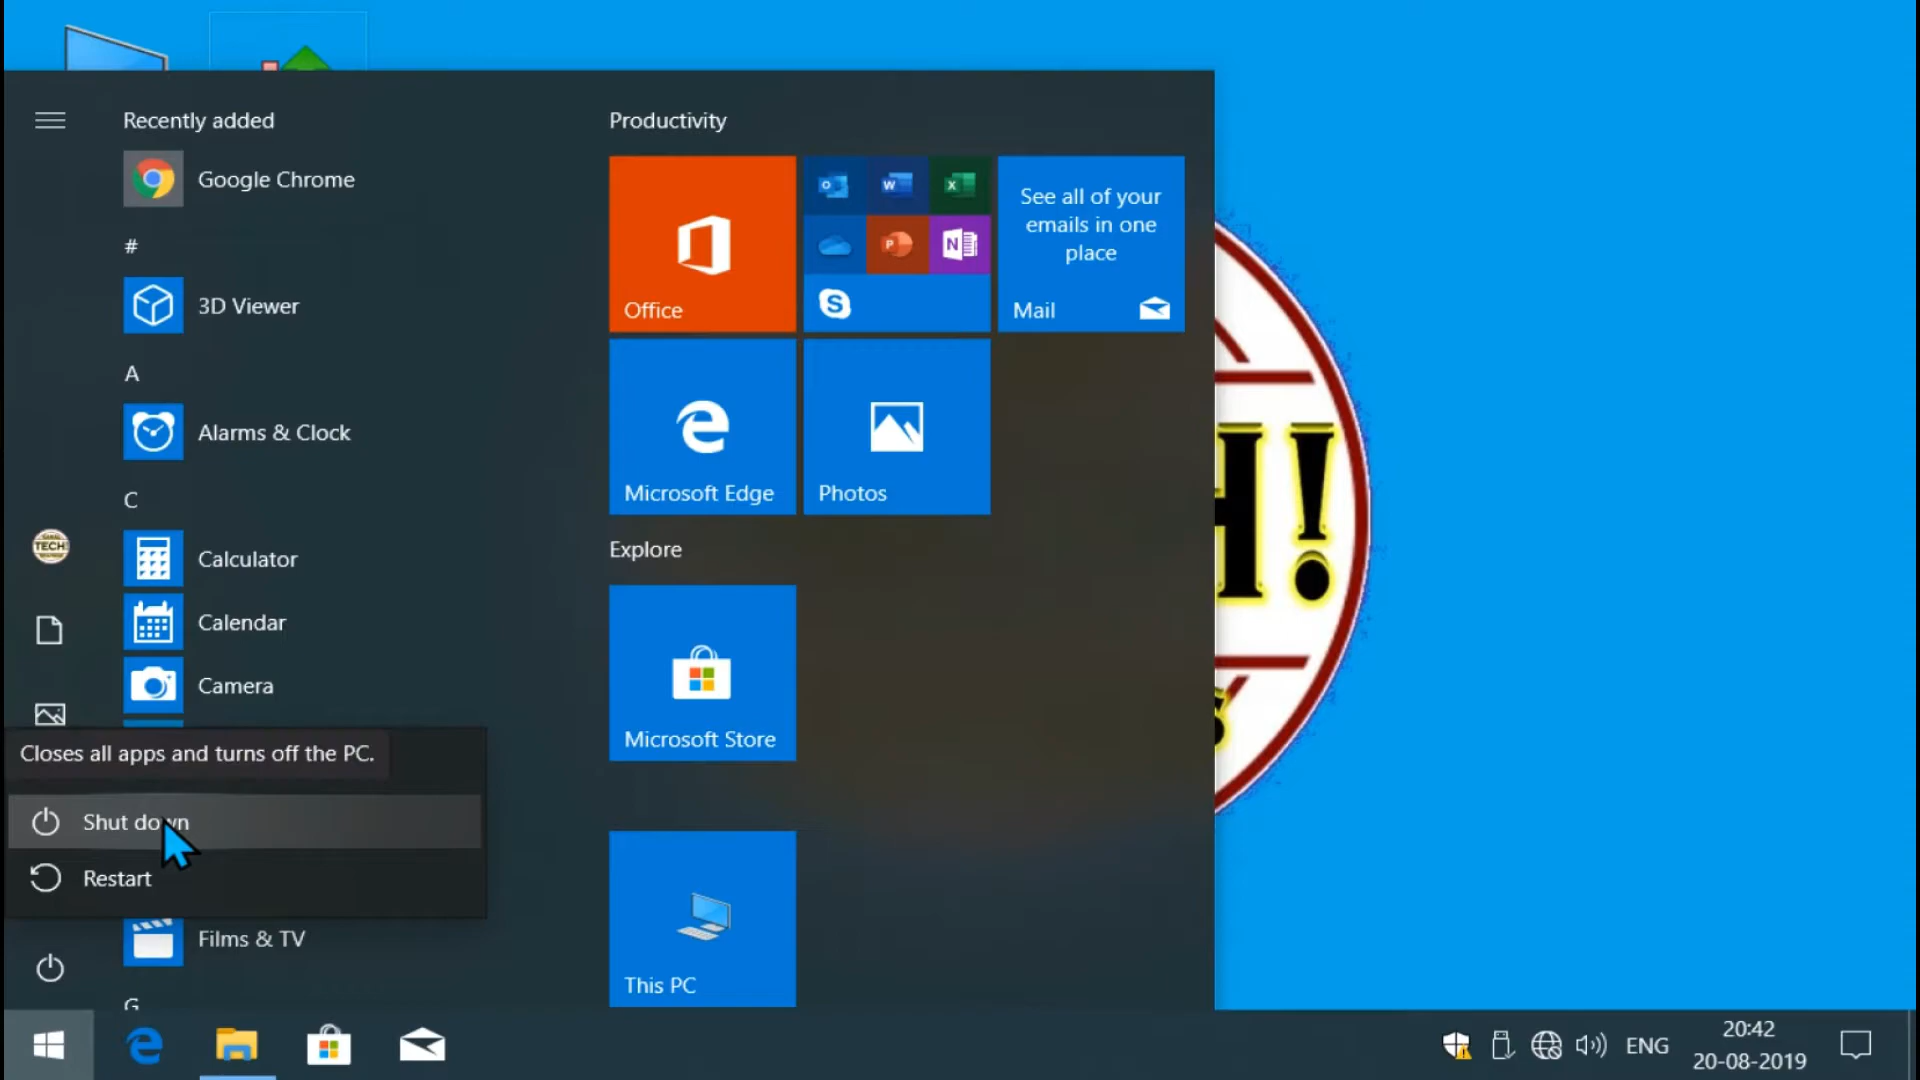 Recently added
Google Chrome
#
3D Viewer
A
Alarms & Clock
C
Calculator
Calendar
Camera
Closes all apps and turns off the PC.
Shut down
Restart
Films & TV
G
Productivity
Office
See all of your
emails in one
place
Mail
Microsoft Edge
Photos
Explore
Microsoft Store
This PC
TECH!
H!
ENG
20:42
20-08-2019